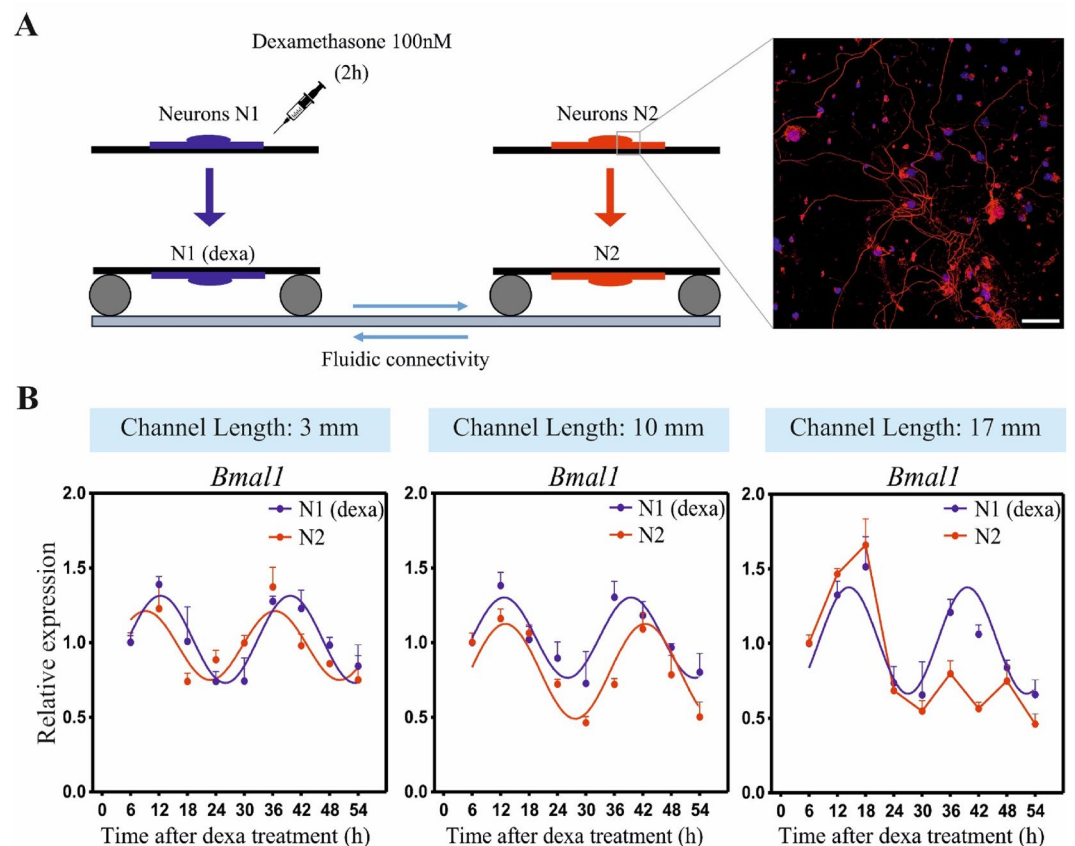 A
Dexamethasone 100nM
(2h)
Neurons N1
Neurons N2
N1 (dexa)
N2
Fluidic connectivity
B
Channel Length: 3 mm
Channel Length: 10 mm
Channel Length: 17 mm
Bmal1
Bmal1
Bmal1
Relative expression
2.0
1.5
1.0
0.5
0.0
N1 (dexa)
N2
0 6 12 18 24 30 36 42 48 54
Time after dexa treatment (h)
2.0
1.5
1.0
0.5
0.0
N1 (dexa)
N2
0 6 12 18 24 30 36 42 48 54
Time after dexa treatment (h)
2.0
1.5
1.0
0.5
0.0
N1 (dexa)
N2
0 6 12 18 24 30 36 42 48 54
Time after dexa treatment (h)